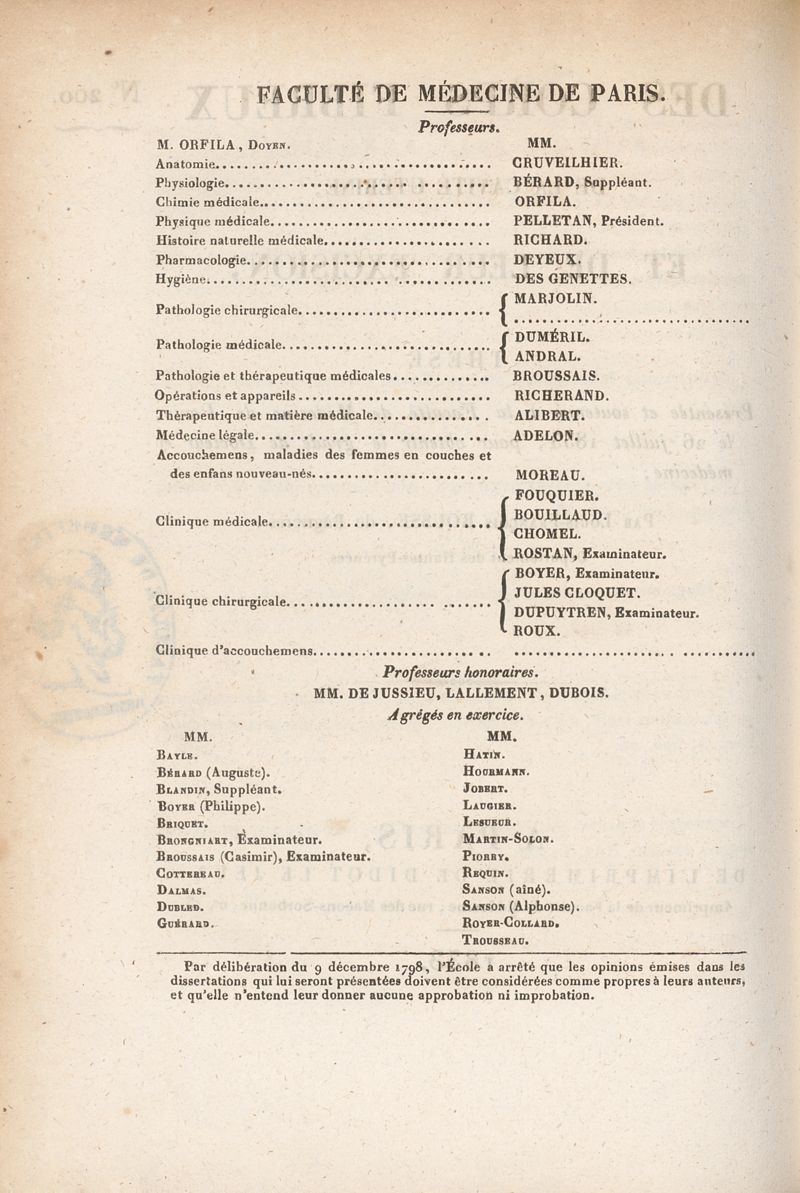 FACULTÉ DE MÉDECINE DE PARIS.
Professeurs.
M. ORFILA, DOYEN. MM.
Anatomie........................................ CRUVEILHIER.
Physiologie........................................ BÉRARD, Suppléant.
Chimie médicale........................................ ORFILA.
Physique médicale........................................ PELLETAN, Président.
Histoire naturelle médicale........................................ RICHARD.
Pharmacologie........................................ DEYEUX.
Hygiène........................................ DES GENETTES.
Pathologie chirurgicale........................................ MARJOLIN.
........................................
Pathologie médicale........................................ DUMÉRIL.
ANDRAL.
Pathologie et thérapeutique médicales............... BROUSSAIS.
Opérations et appareils........................... RICHERAND.
Thérapeutique et matière médicale................ ALIBERT.
Médecine légale........................................ ADELON.
Accouchemens, maladies des femmes en couches et
des enfans nouveau-nés........................ MOREAU.
Clinique médicale........................................ FOUQUIER.
BOUILLAUD.
CHOMEL.
ROSTAN, Examinateur.
Clinique chirurgicale........................................ BOYER, Examinateur.
JULES CLOQUET.
DUPUYTREN, Examinateur.
ROUX.
Clinique d'accouchemens........................ ........................................
Professeurs honoraires.
MM. DE JUSSIEU, LALLEMENT, DUBOIS.
Agrégés en exercice.
MM.
BAYLE.
BÉRARD (Auguste).
BLANDIN, Suppléant.
BOYER (Philippe).
BRIQUET.
BRONGNIART, Examinateur.
BROUSSAIS (Casimir), Examinateur.
COTTEREAU.
DALMAS.
DUBLED.
GUÉRARD.
MM.
HATIN.
HOURMANN.
JOBERT.
LAUGIER.
LESUEUR.
MARTIN-SOLON.
PIORRY.
REQUIN.
SANSON (aîné).
SANSON (Alphonse).
ROYER-COLLARD.
TROUSSEAU.
Par délibération du 9 décembre 1798, l'École a arrêté que les opinions émises dans les
dissertations qui lui seront présentées doivent être considérées comme propres à leurs auteurs,
et qu'elle n'entend leur donner aucune approbation ni improbation.